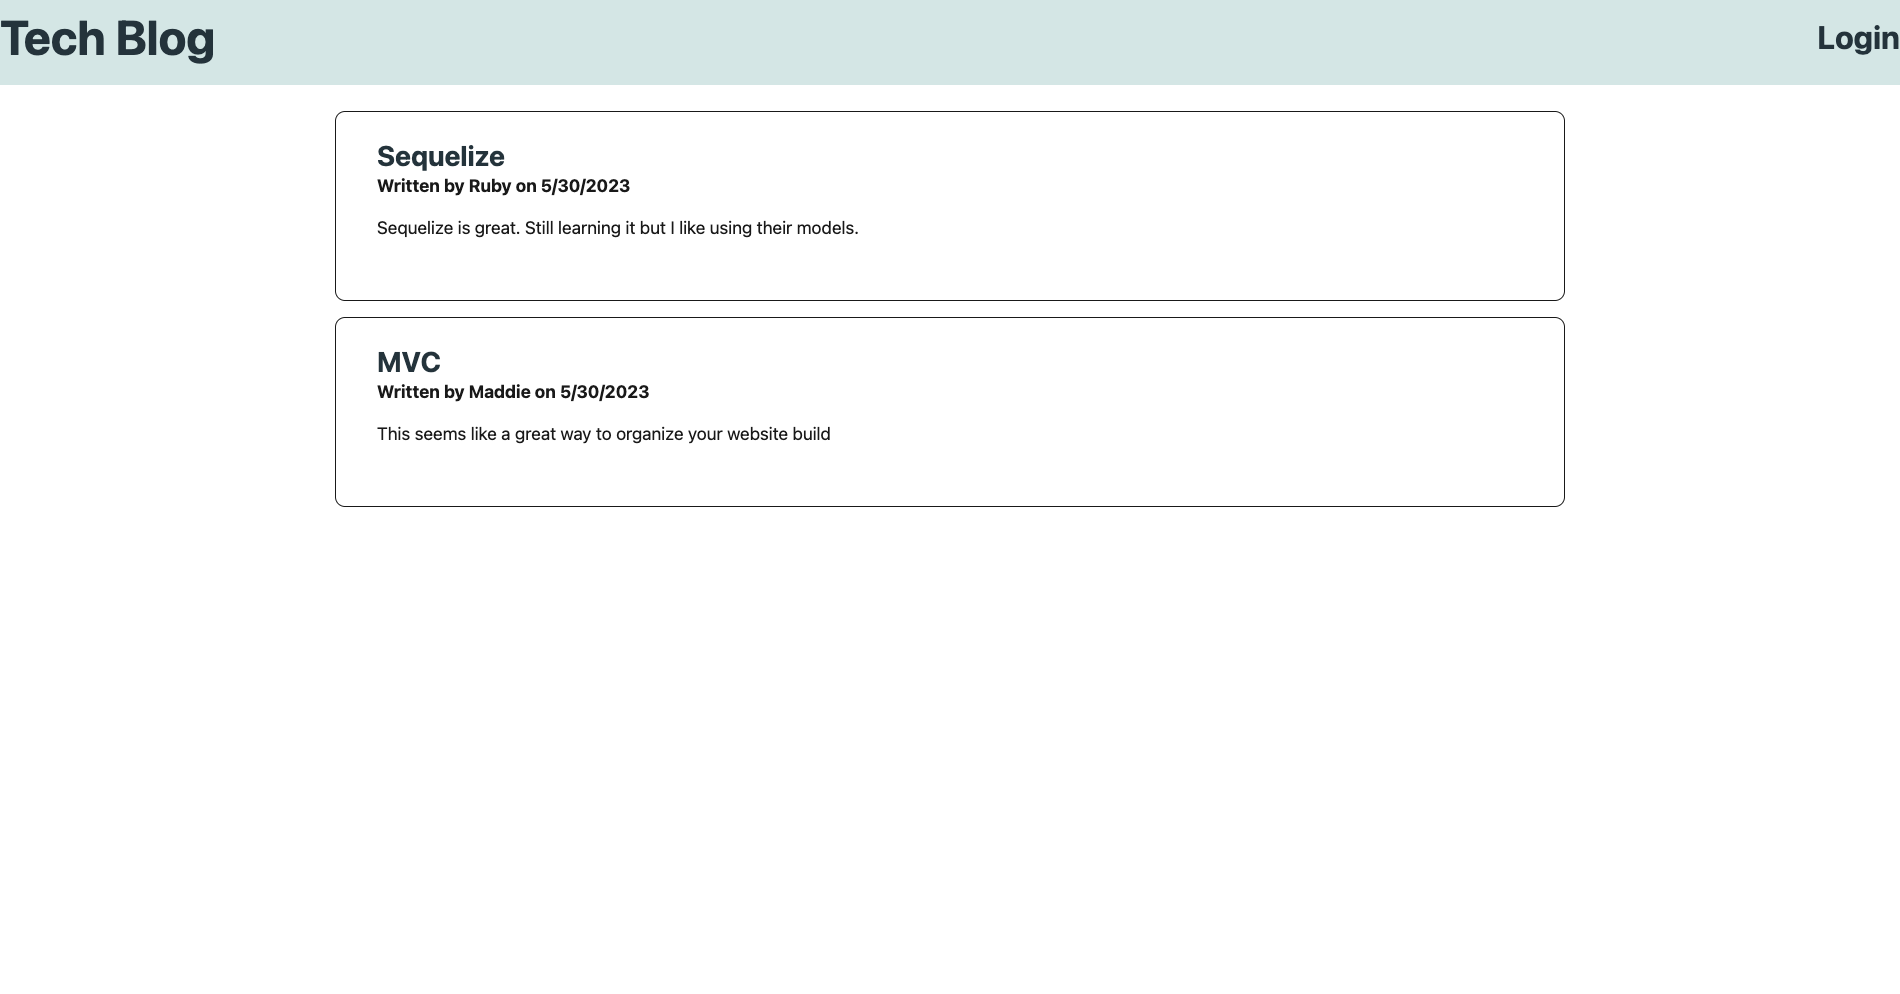 Tech Blog
Login
Sequelize
Written by Ruby on 5/30/2023
Sequelize is great. Still learning it but I like using their models.
MVC
Written by Maddie on 5/30/2023
This seems like a great way to organize your website build